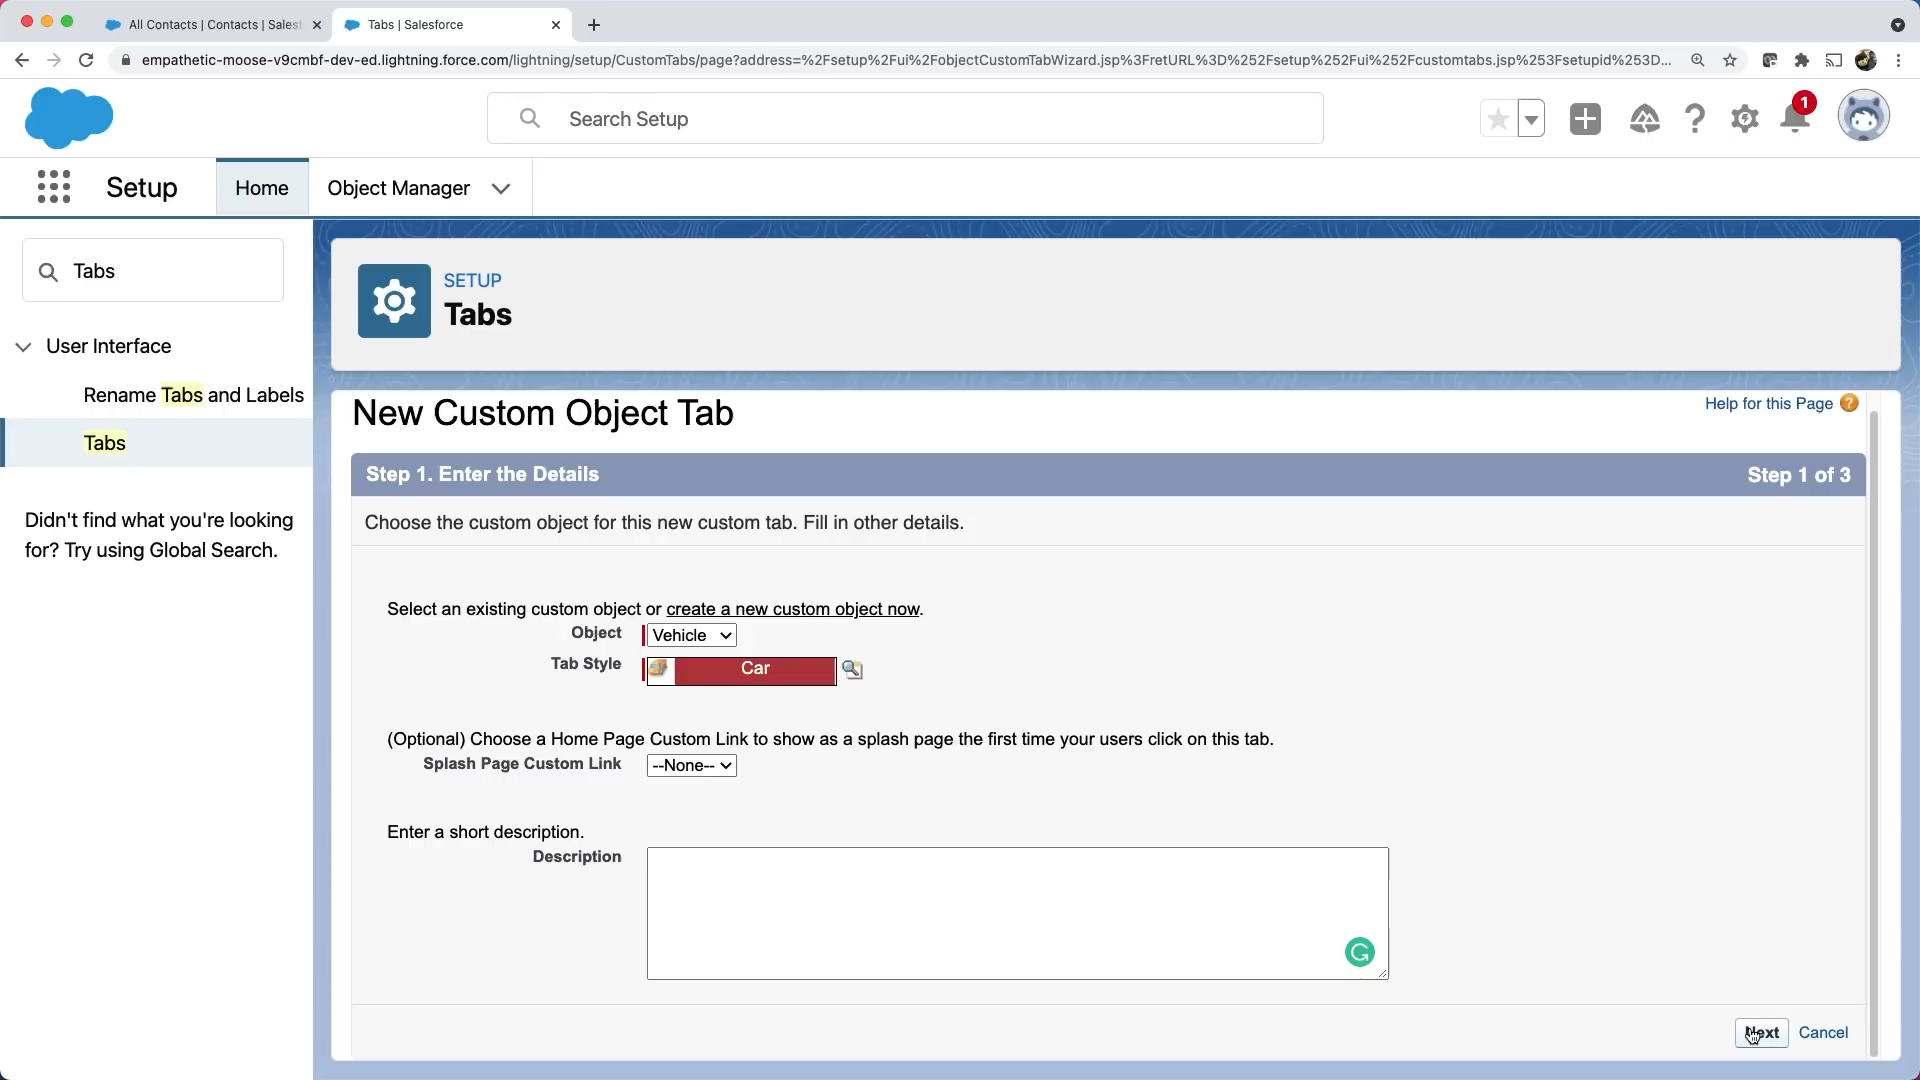 All Contacts | Contacts | Salesf
Tabs | Salesforce
empathetic-moose-v9cmbf-dev-ed.lightning.force.com/lightning/setup/CustomTabs/page?address=%2Fsetup%2Fui%2FobjectCustomTabWizard.jsp%3FretURL%3D%252Fsetup%252Fui%252Fcustomtabs.jsp%253Fsetupid%253D...
Search Setup
1
Setup
Home
Object Manager
Tabs
User Interface
Rename Tabs and Labels
Tabs
Didn't find what you're looking
for? Try using Global Search.
SETUP
Tabs
New Custom Object Tab
Help for this Page
Step 1. Enter the Details
Step 1 of 3
Choose the custom object for this new custom tab. Fill in other details.
Select an existing custom object or create a new custom object now.
Object
Vehicle
Tab Style
Car
(Optional) Choose a Home Page Custom Link to show as a splash page the first time your users click on this tab.
Splash Page Custom Link
--None--
Enter a short description.
Description
Next
Cancel